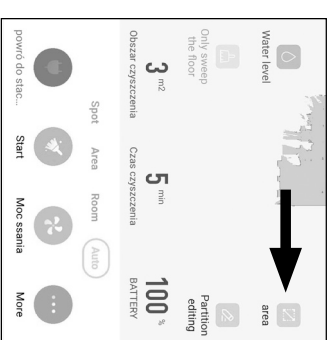 Water level
area
Only sweep
the floor
Partition
editing
3 m2
5 min
100 %
Obszar czyszczenia
Czas czyszczenia
BATTERY
Spot
Area
Room
Auto
powró do stac...
Start
Moc ssania
More